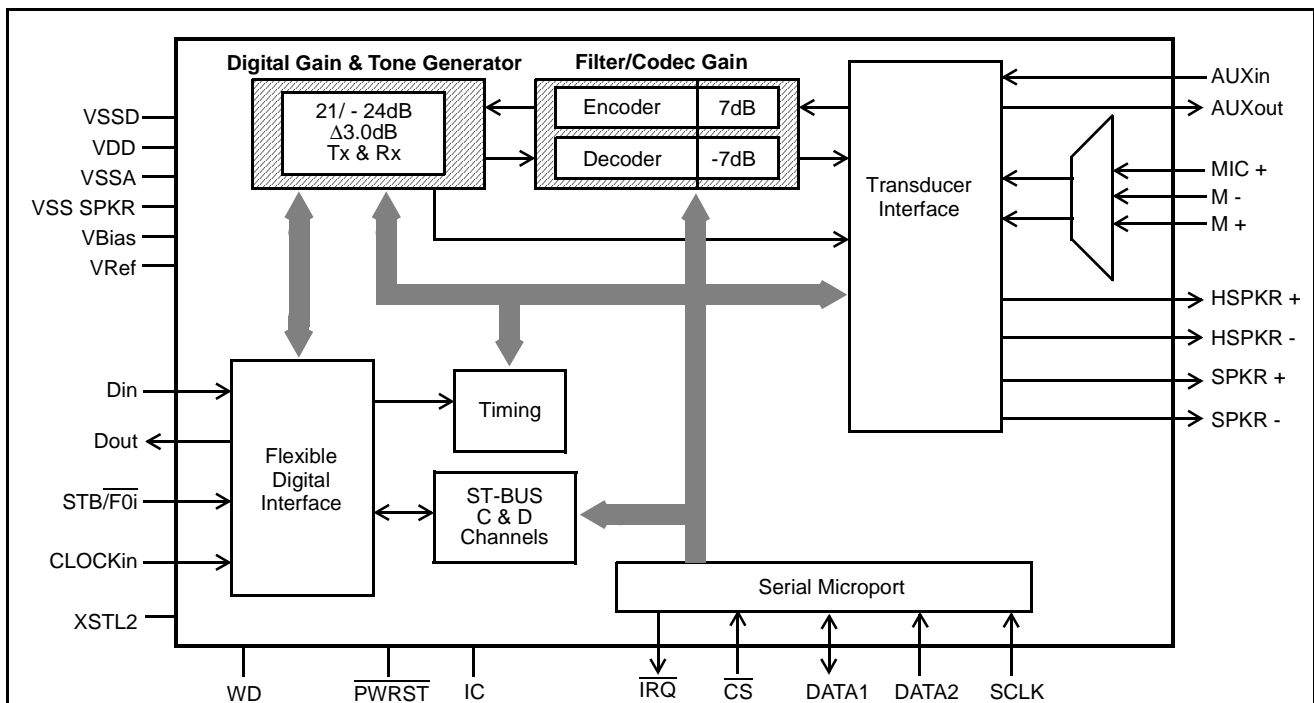 Digital Gain & Tone Generator
Filter/Codec Gain
21/ - 24dB
Δ3.0dB
Tx & Rx
Encoder
7dB
Decoder
-7dB
Transducer
Interface
AUXin
AUXout
MIC +
M -
M +
HSPKR +
HSPKR -
SPKR +
SPKR -
VSSD
VDD
VSSA
VSS SPKR
VBias
VRef
Din
Dout
STB/F0i
CLOCKin
XSTL2
Flexible
Digital
Interface
Timing
ST-BUS
C & D
Channels
Serial Microport
WD
PWRST
IC
IRQ
CS
DATA1
DATA2
SCLK